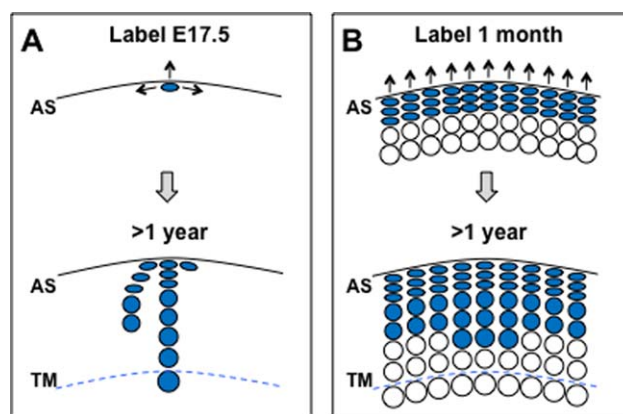 A
Label E17.5
AS
>1 year
AS
TM
B
Label 1 month
AS
>1 year
AS
TM